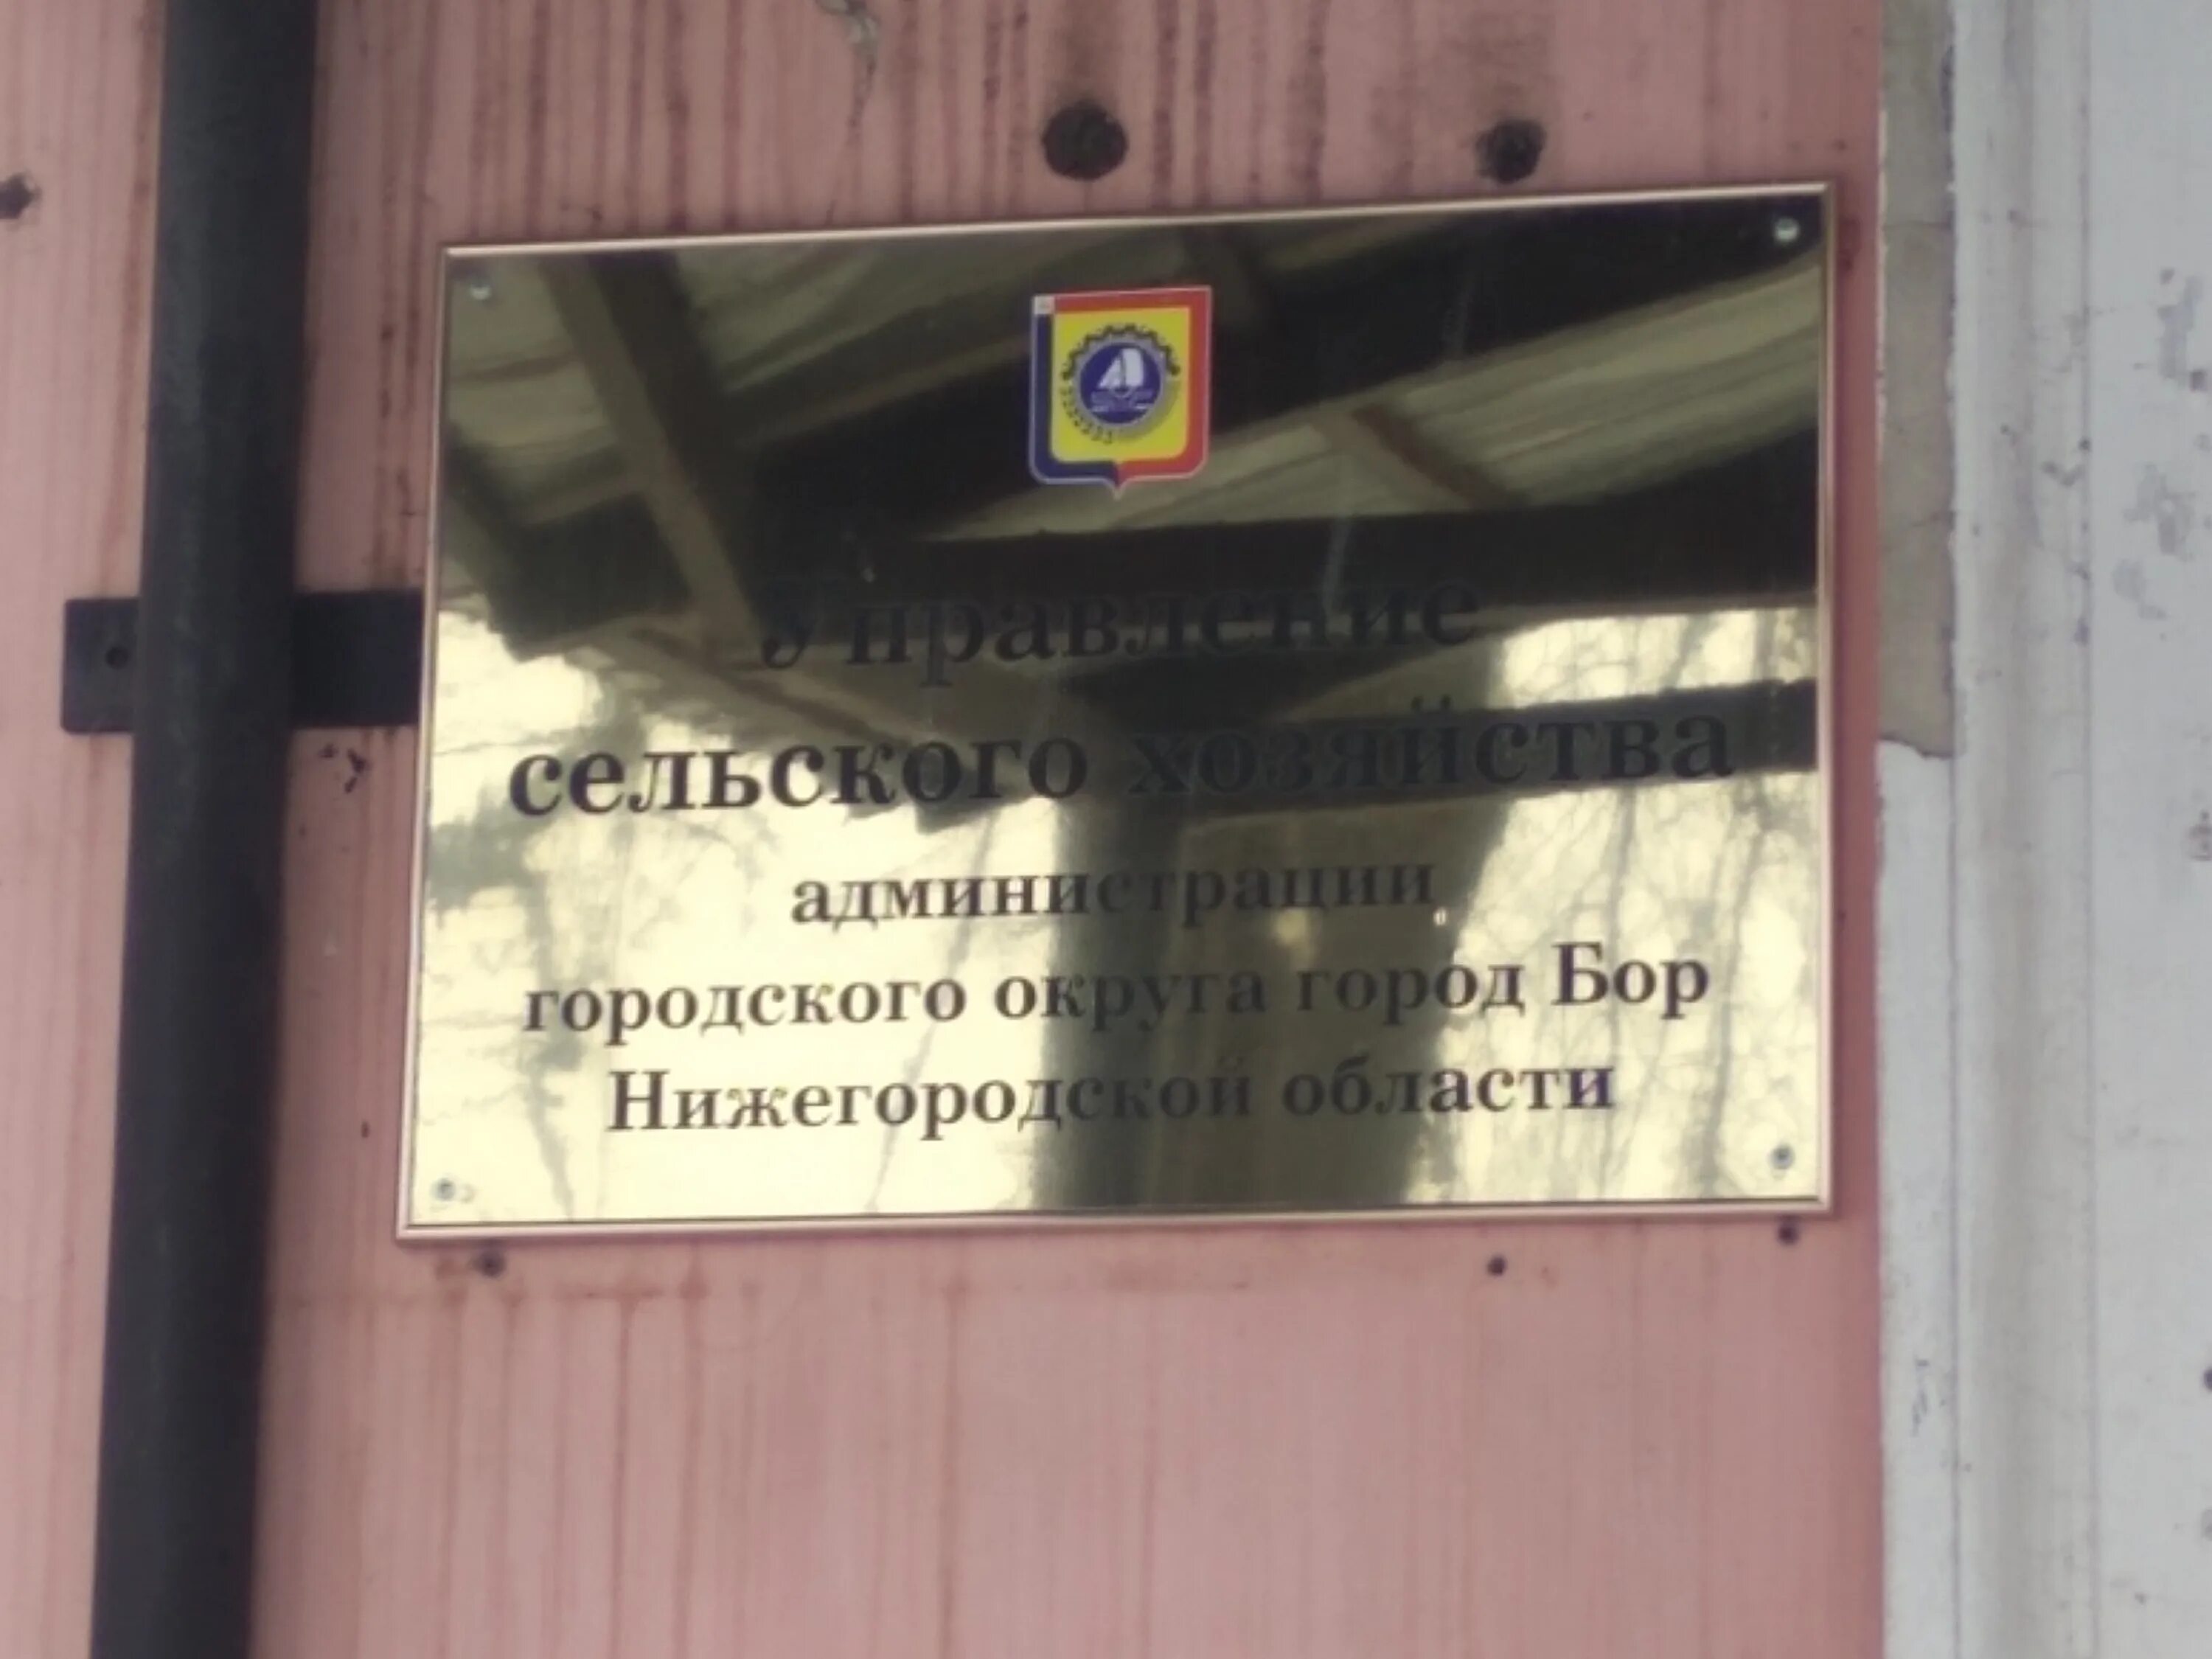 Управление
сельского хозяйства
администрации
городского округа город Бор
Нижегородской области